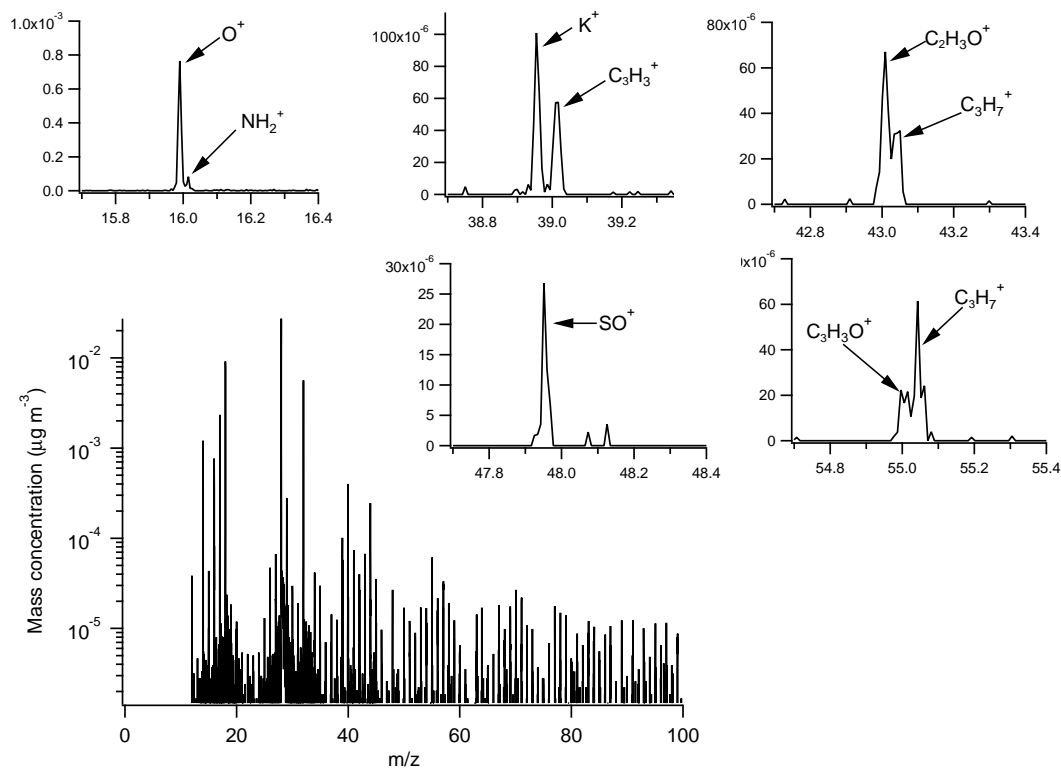 1.0x10-3
0.8
0.6
0.4
0.2
0.0
15.8 16.0 16.2 16.4
O+
NH2+
100x10-6
80
60
40
20
0
38.8 39.0 39.2
K+
C3H3+
80x10-6
60
40
20
0
42.8 43.0 43.2 43.4
C2H3O+
C3H7+
30x10-6
25
20
15
10
5
0
47.8 48.0 48.2 48.4
SO+
0x10-6
60
40
20
0
54.8 55.0 55.2 55.4
C3H3O+
C3H7+
10-2
10-3
10-4
10-5
Mass concentration (µg m-3)
0 20 40 60 80 100
m/z